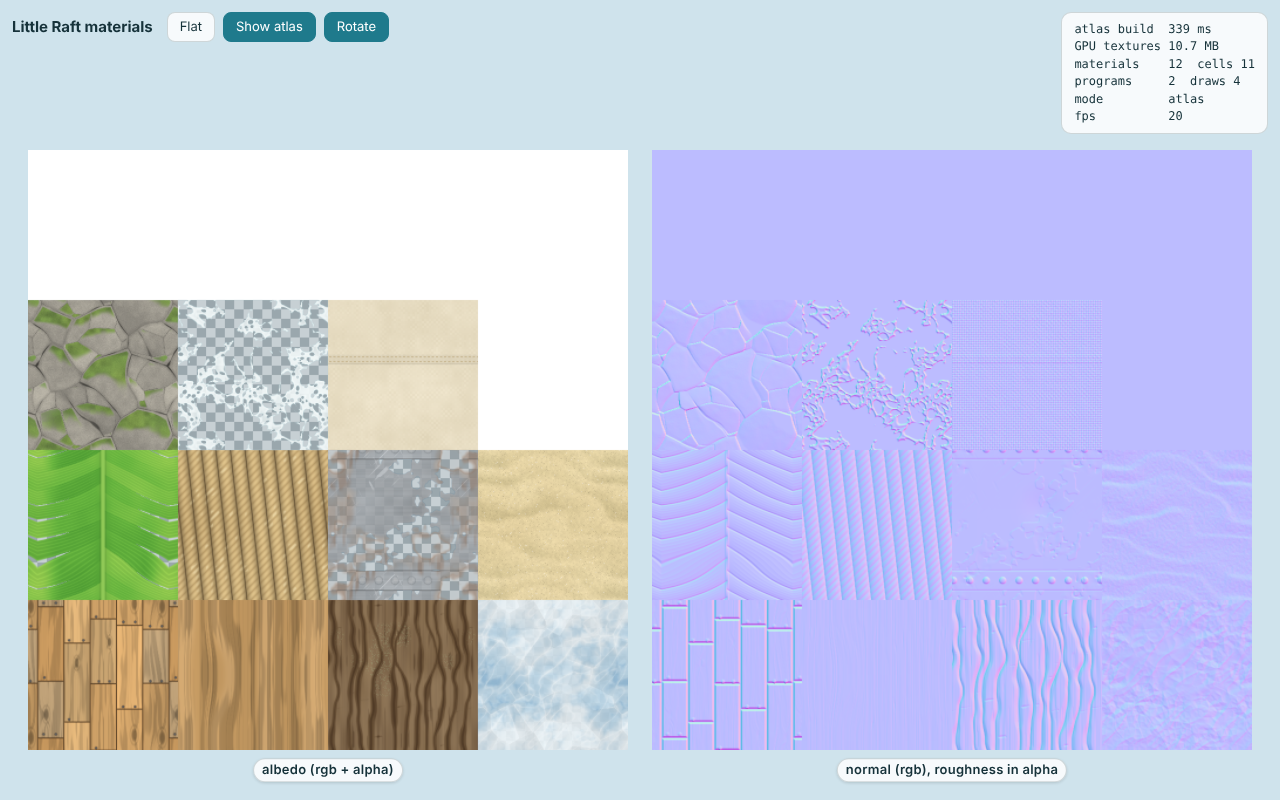 Little Raft materials
Flat
Show atlas
Rotate
atlas build 339 ms
GPU textures 10.7 MB
materials 12 cells 11
programs 2 draws 4
mode atlas
fps 20
albedo (rgb + alpha)
normal (rgb), roughness in alpha